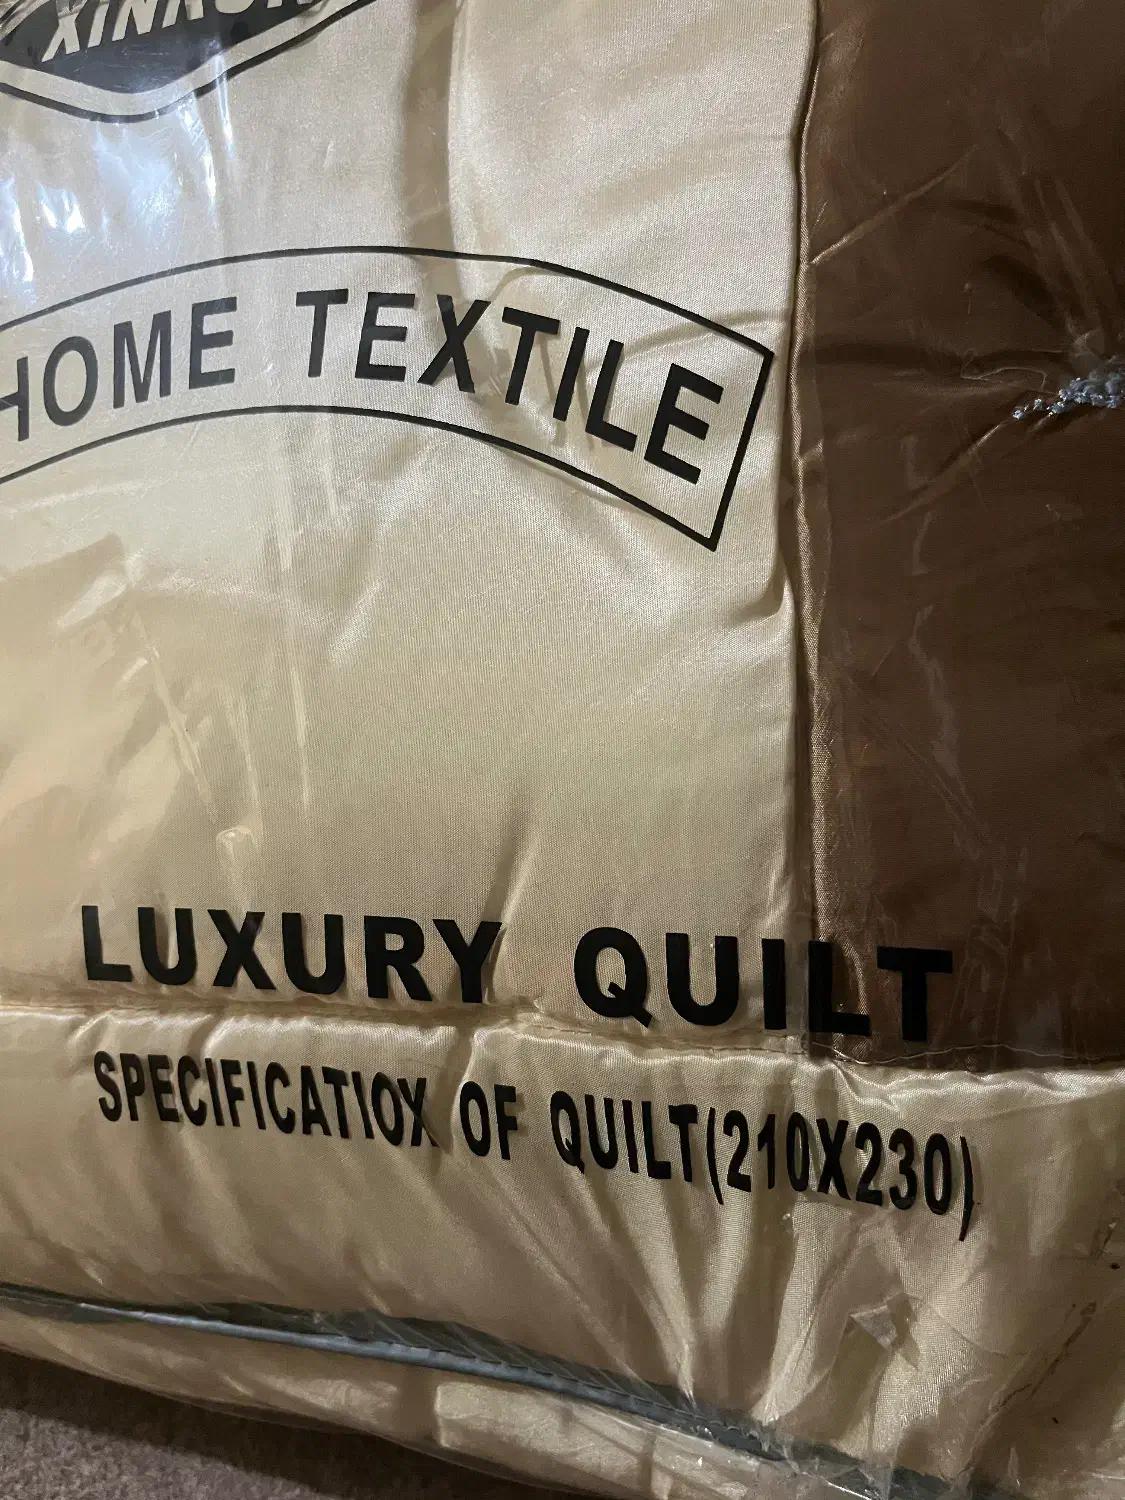 HOME TEXTILE
LUXURY QUILT
SPECIFICATIOX OF QUILT(210X230)